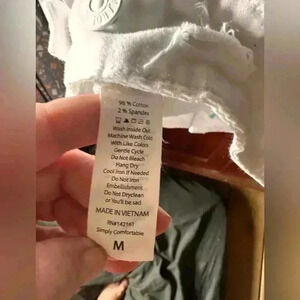 98 % Cotton
2 % Spandex
Wash Inside Out
Machine Wash Cold
With Like Colors
Gentle Cycle
Do Not Bleach
Hang Dry
Cool Iron If Needed
Do Not Iron
Embellishment
Do Not Dryclean
or You'll be sad
MADE IN VIETNAM
RN#142161
Simply Comfortable
M